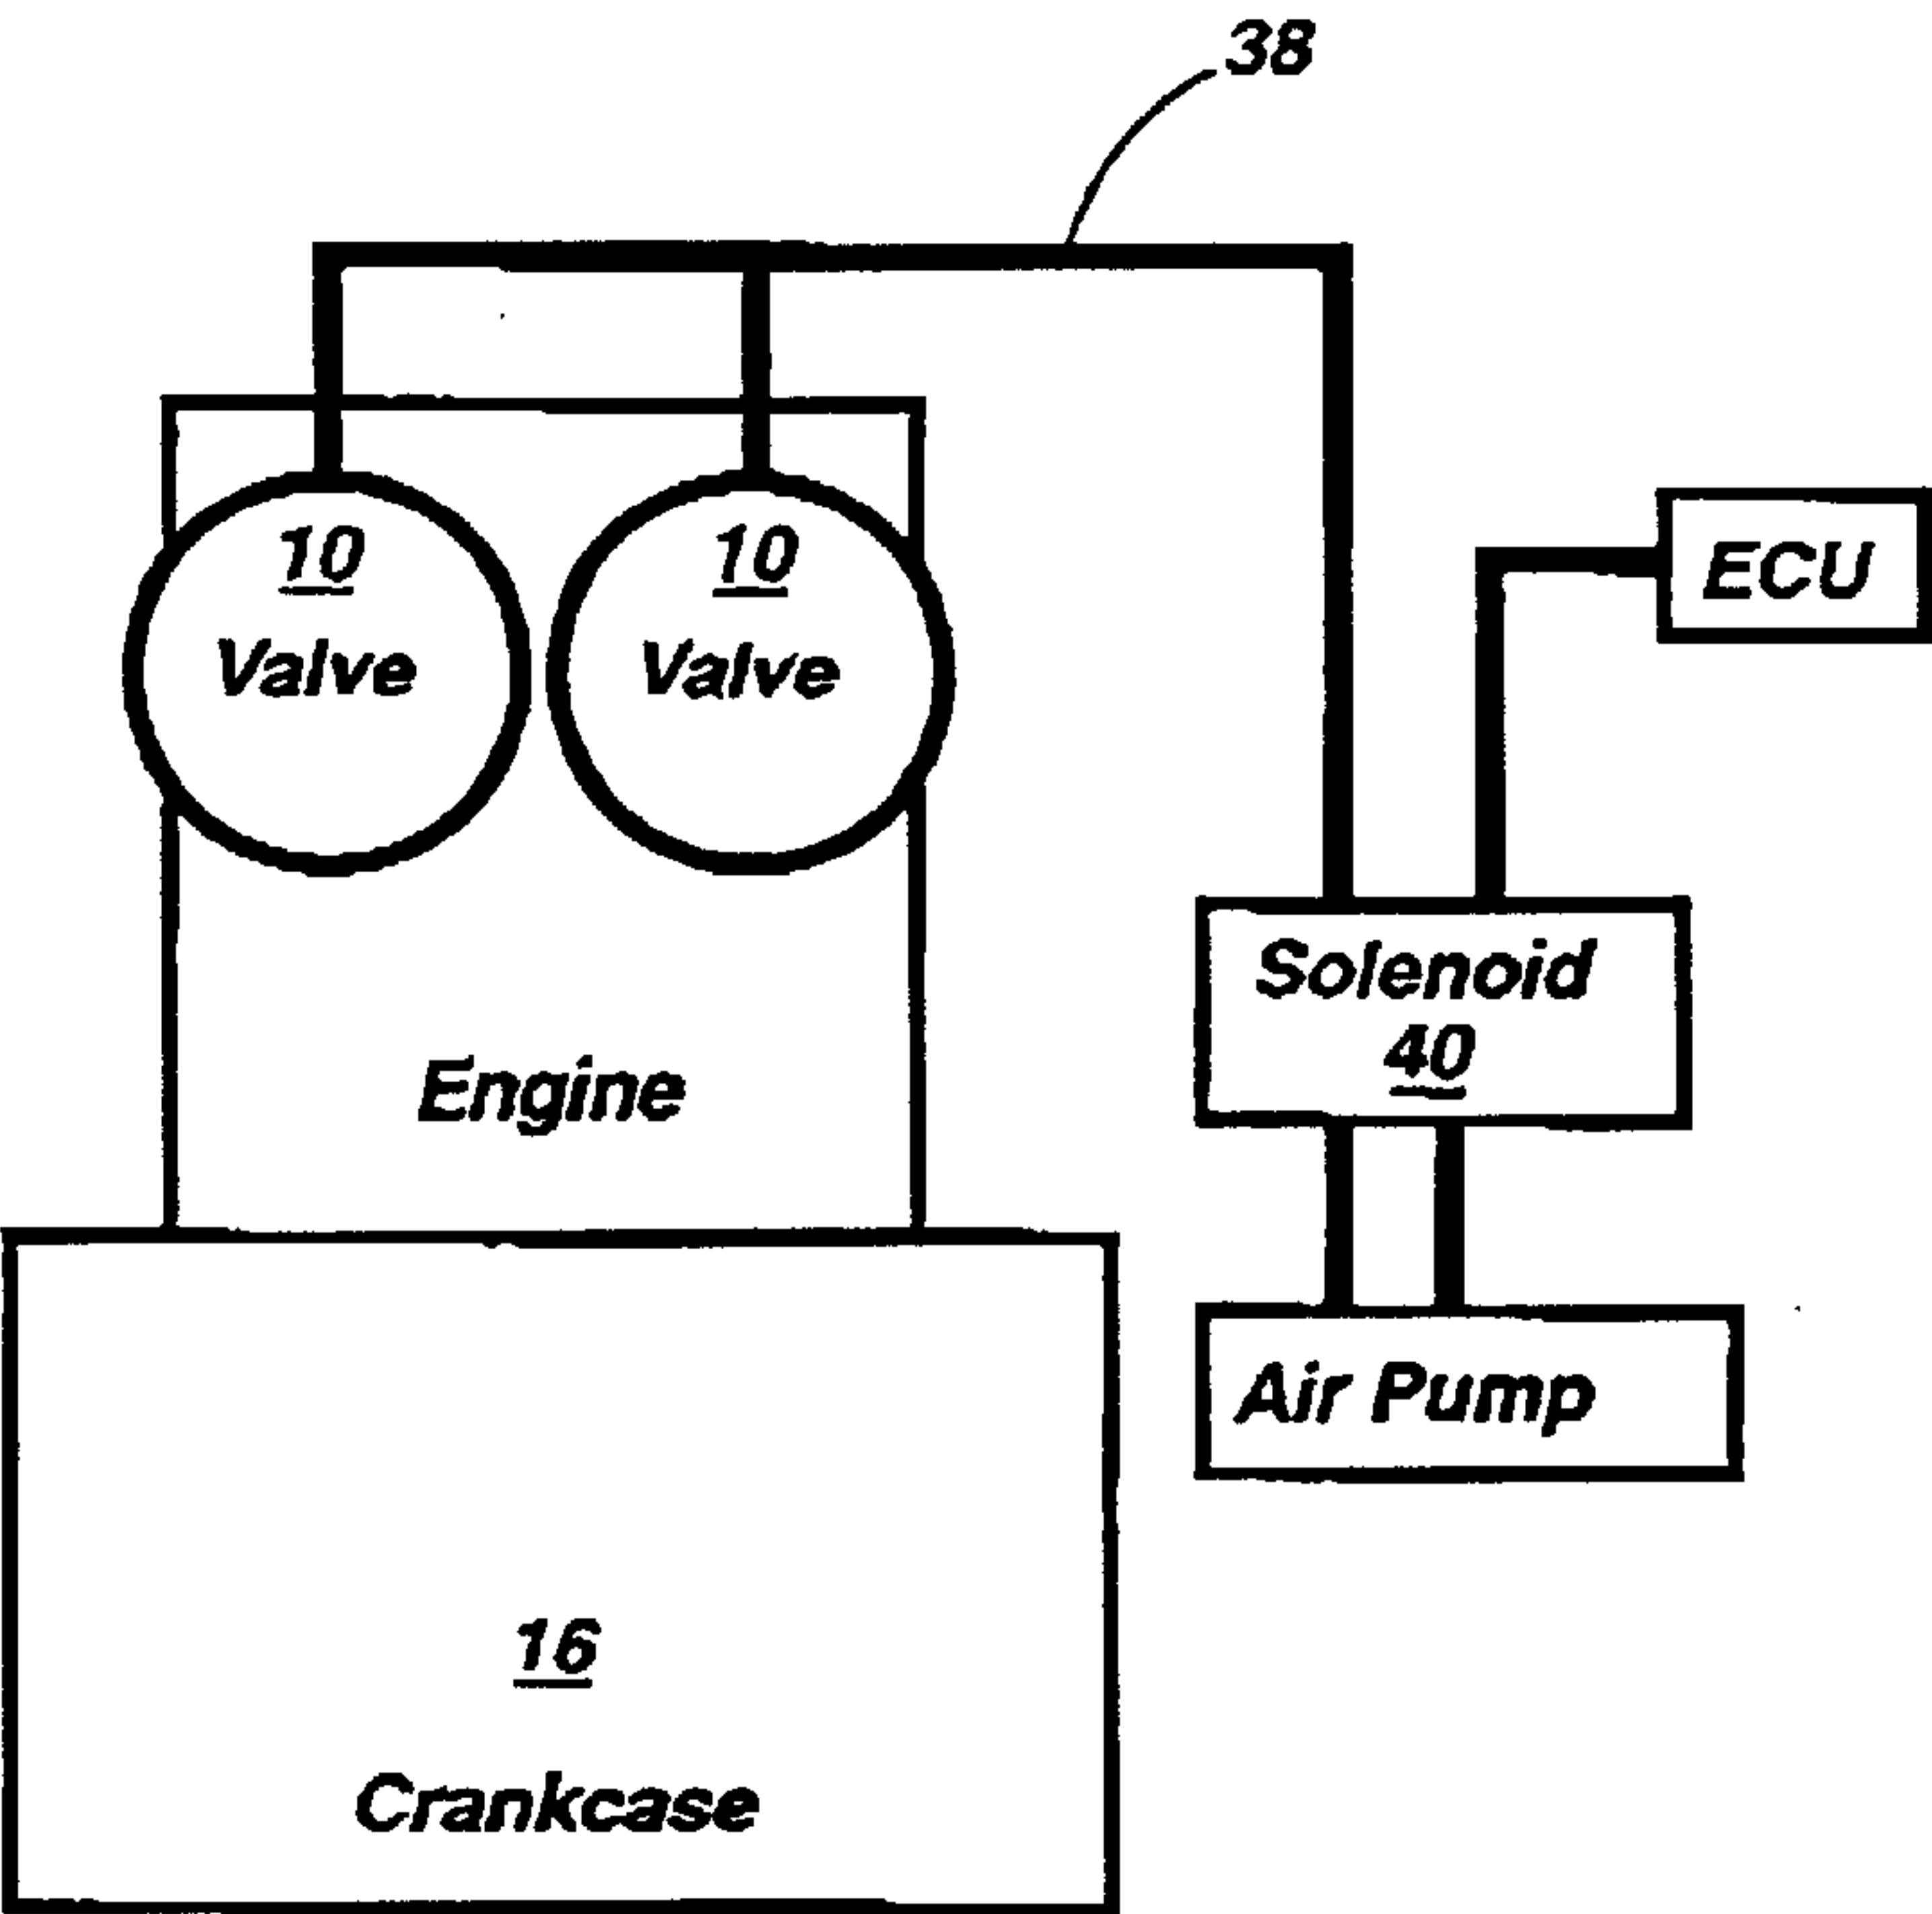 38
10
Valve
10
Valve
ECU
Solenoid
40
Engine
Air Pump
16
Crankcase